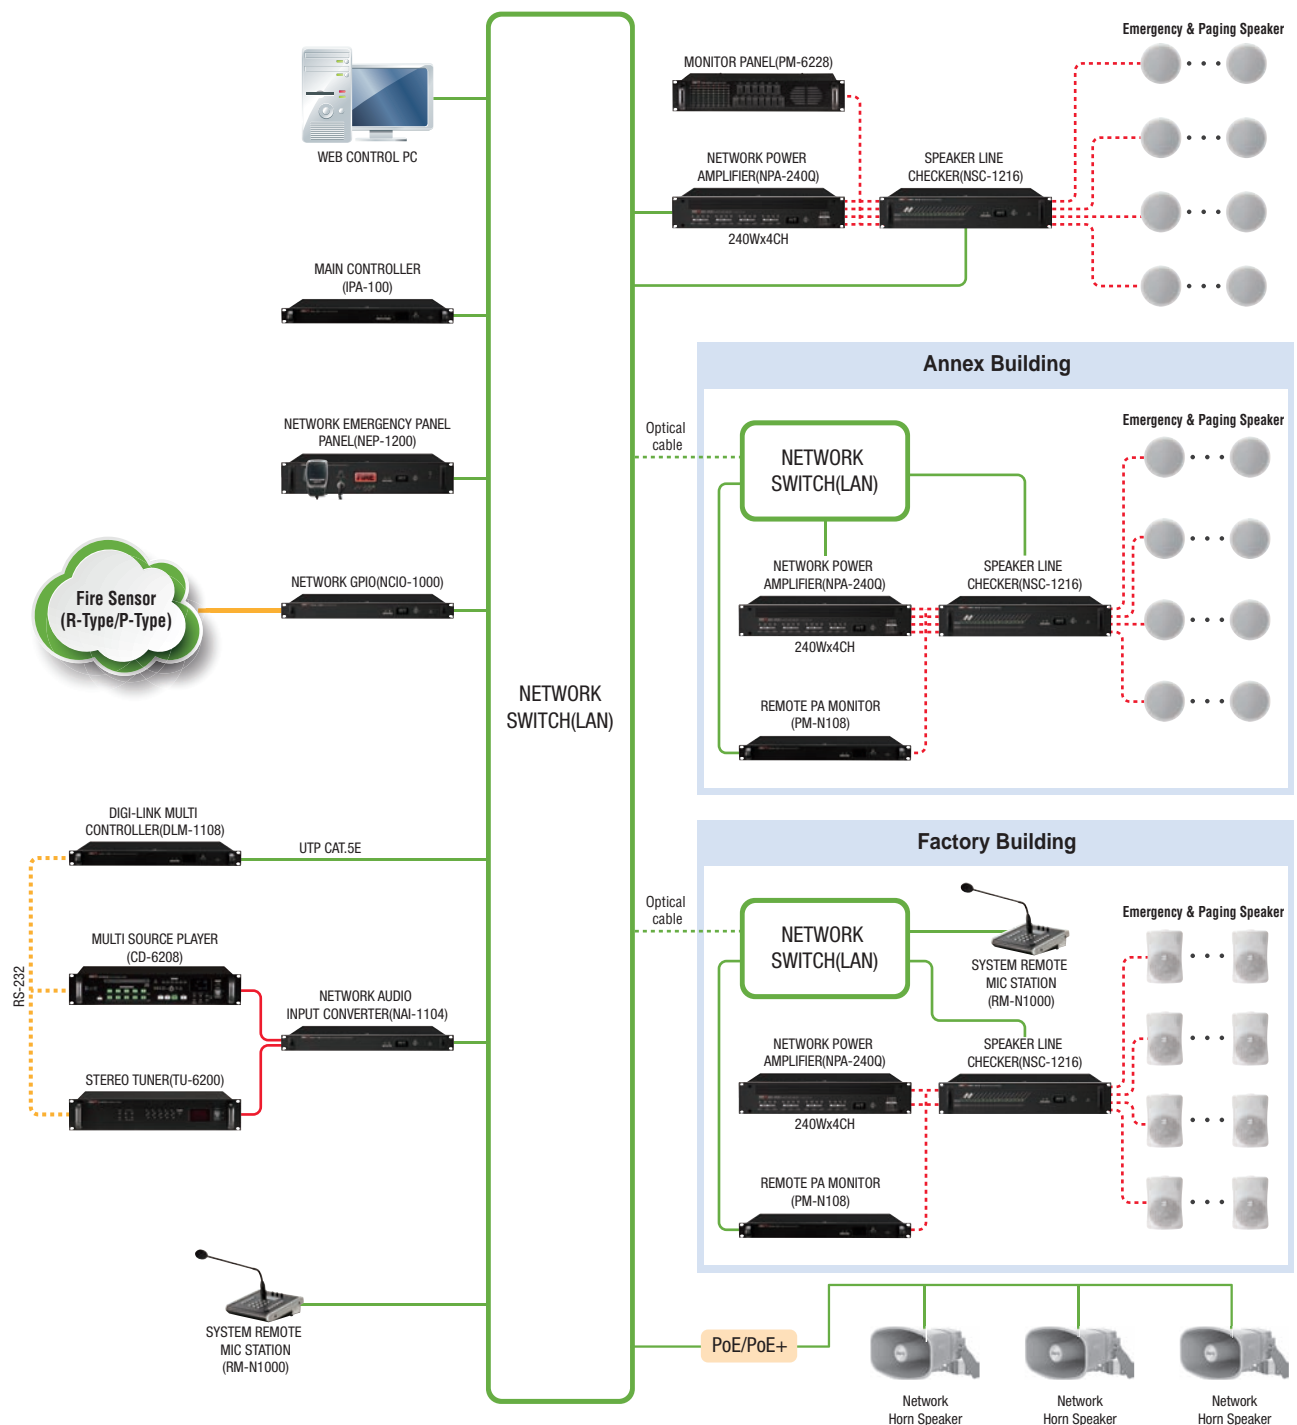 WEB CONTROL PC
MAIN CONTROLLER
(IPA-100)
NETWORK EMERGENCY PANEL
PANEL(NEP-1200)
FIRE
Fire Sensor
(R-Type/P-Type)
NETWORK GPIO(NCIO-1000)
DIGI-LINK MULTI
CONTROLLER(DLM-1108)
UTP CAT.5E
RS-232
MULTI SOURCE PLAYER
(CD-6208)
NETWORK AUDIO
INPUT CONVERTER(NAI-1104)
STEREO TUNER(TU-6200)
SYSTEM REMOTE
MIC STATION
(RM-N1000)
NETWORK
SWITCH(LAN)
MONITOR PANEL(PM-6228)
NETWORK POWER
AMPLIFIER(NPA-240Q)
240Wx4CH
SPEAKER LINE
CHECKER(NSC-1216)
Emergency & Paging Speaker
Annex Building
Optical
cable
NETWORK
SWITCH(LAN)
Emergency & Paging Speaker
NETWORK POWER
AMPLIFIER(NPA-240Q)
240Wx4CH
SPEAKER LINE
CHECKER(NSC-1216)
REMOTE PA MONITOR
(PM-N108)
Factory Building
Optical
cable
NETWORK
SWITCH(LAN)
SYSTEM REMOTE
MIC STATION
(RM-N1000)
Emergency & Paging Speaker
NETWORK POWER
AMPLIFIER(NPA-240Q)
240Wx4CH
SPEAKER LINE
CHECKER(NSC-1216)
REMOTE PA MONITOR
(PM-N108)
PoE/PoE+
Network
Horn Speaker
Network
Horn Speaker
Network
Horn Speaker